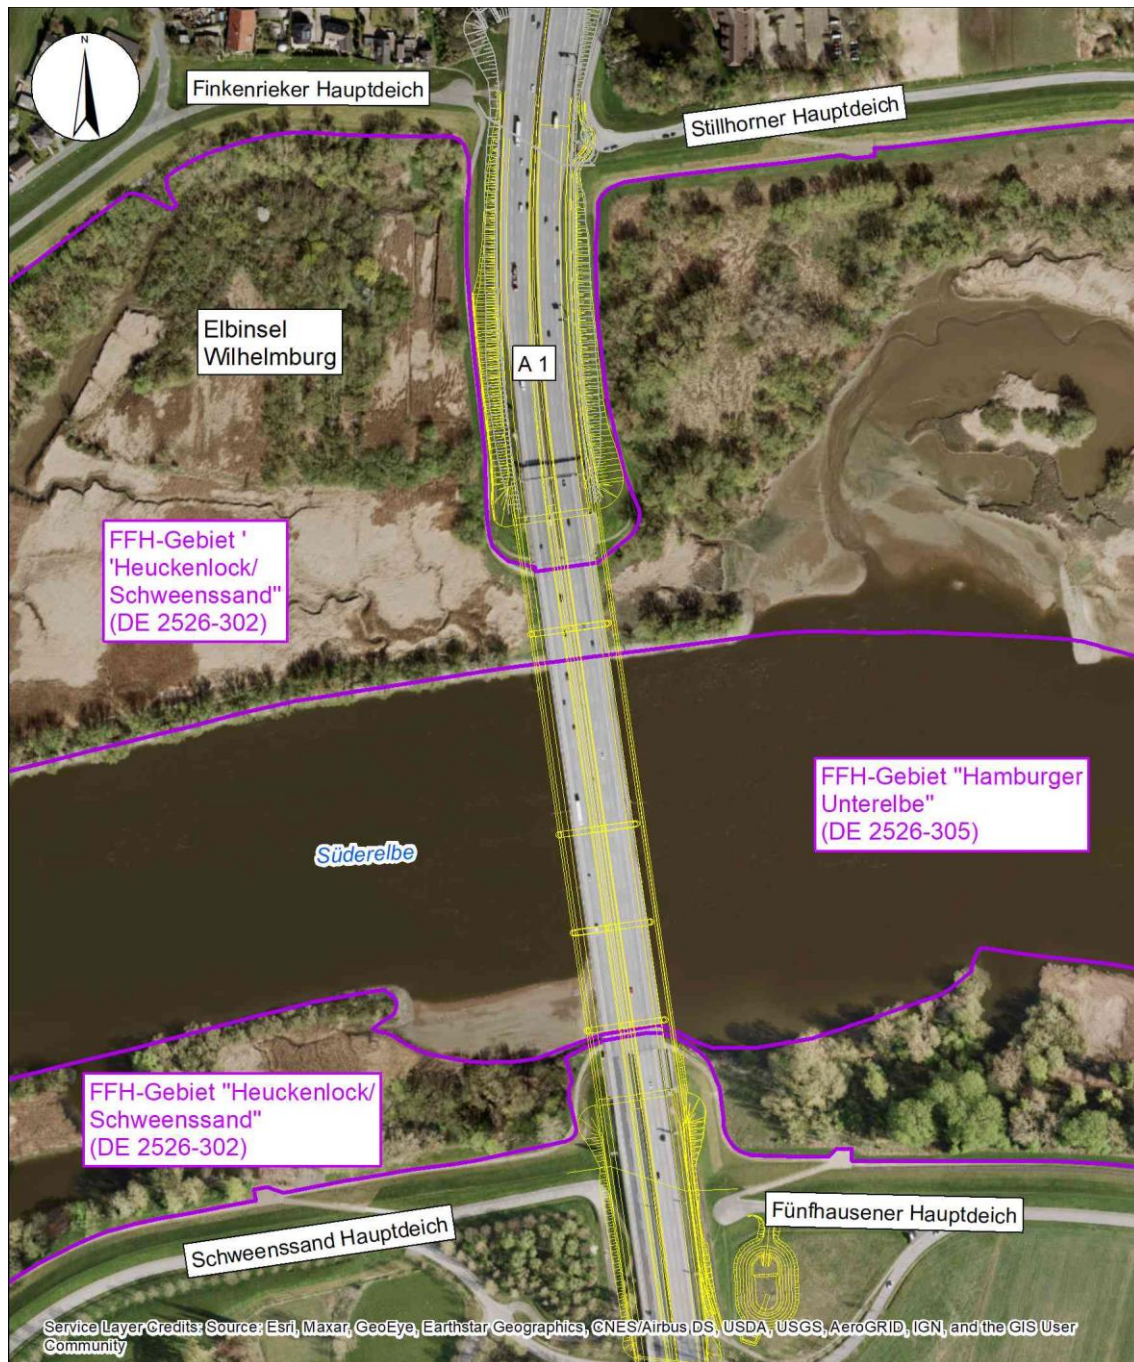 N
Finkenrieker Hauptdeich
Stillhorner Hauptdeich
Elbinsel
Wilhelmburg
A 1
FFH-Gebiet '
'Heuckenlock/
Schweenssand"
(DE 2526-302)
FFH-Gebiet "Hamburger
Unterelbe"
(DE 2526-305)
Süderelbe
FFH-Gebiet "Heuckenlock/
Schweenssand"
(DE 2526-302)
Schweenssand Hauptdeich
Fünfhausener Hauptdeich
Service Layer Credits: Source: Esri, Maxar, GeoEye, Earthstar Geographics, CNES/Airbus DS, USDA, USGS, AeroGRID, IGN, and the GIS User
Community